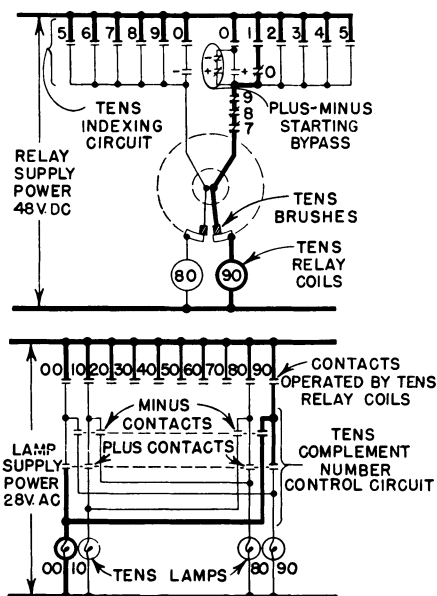 5 6 7 8 9 0 0 1 2 3 4 5
- - + + 0
9
8
7
TENS
INDEXING
CIRCUIT
PLUS-MINUS
STARTING
BYPASS
RELAY
SUPPLY
POWER
48V. DC
TENS
BRUSHES
TENS
RELAY
COILS
80 90
00 10 20 30 40 50 60 70 80 90
CONTACTS
OPERATED BY TENS
RELAY COILS
MINUS
CONTACTS
PLUS CONTACTS
TENS
COMPLEMENT
NUMBER
CONTROL CIRCUIT
LAMP
SUPPLY
POWER
28V. AC
00 10 TENS LAMPS 80 90